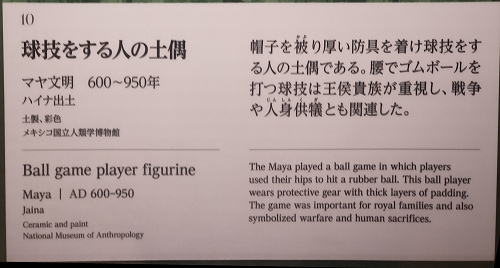 10
球技をする人の土偶
マヤ文明　600～950年
ハイナ出土
土製、彩色
メキシコ国立人類学博物館
Ball game player figurine
Maya | AD 600-950
Jaina
Ceramic and paint
National Museum of Anthropology
帽子を被り厚い防具を着け球技をす
る人の土偶である。腰でゴムボールを
打つ球技は王侯貴族が重視し、戦争
や人身供犠とも関連した。
The Maya played a ball game in which players
used their hips to hit a rubber ball. This ball player
wears protective gear with thick layers of padding.
The game was important for royal families and also
symbolized warfare and human sacrifices.